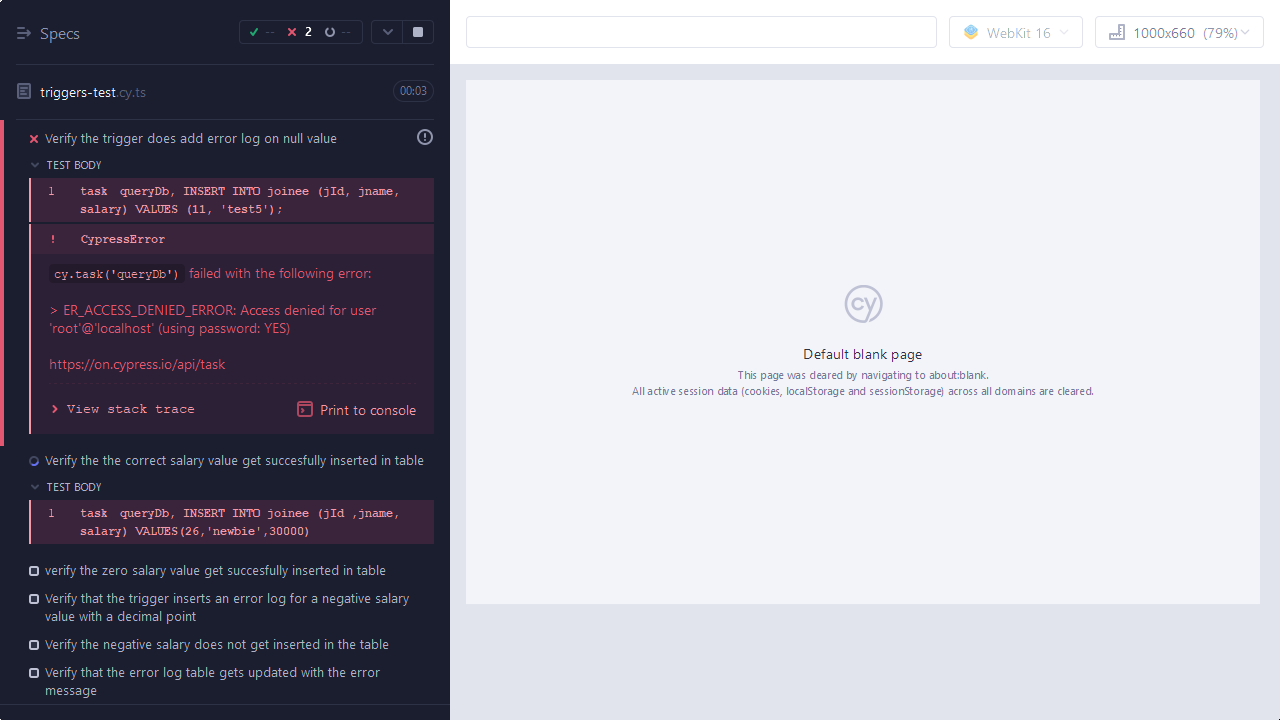 Specs
--
2
--
triggers-test.cy.ts
00:03
Verify the trigger does add error log on null value
TEST BODY
1 task queryDb, INSERT INTO joinee (jId, jname,
salary) VALUES (11, 'test5');
! CypressError
cy.task('queryDb') failed with the following error:
> ER_ACCESS_DENIED_ERROR: Access denied for user
'root'@'localhost' (using password: YES)
https://on.cypress.io/api/task
View stack trace
Print to console
Verify the the correct salary value get succesfully inserted in table
TEST BODY
1 task queryDb, INSERT INTO joinee (jId ,jname,
salary) VALUES(26,'newbie',30000)
verify the zero salary value get succesfully inserted in table
Verify that the trigger inserts an error log for a negative salary
value with a decimal point
Verify the negative salary does not get inserted in the table
Verify that the error log table gets updated with the error
message
WebKit 16
1000x660 (79%)
cy
Default blank page
This page was cleared by navigating to about:blank.
All active session data (cookies, localStorage and sessionStorage) across all domains are cleared.